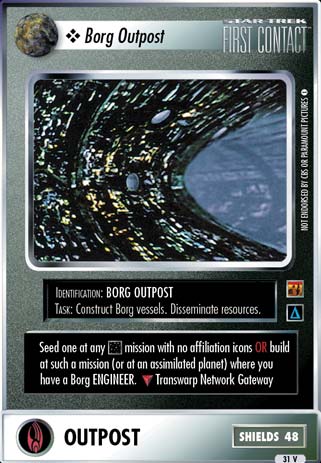 ❖ Borg Outpost
STAR TREK
FIRST CONTACT™
NOT ENDORSED BY CBS OR PARAMOUNT PICTURES
IDENTIFICATION: BORG OUTPOST
TASK: Construct Borg vessels. Disseminate resources.
Seed one at any mission with no affiliation icons OR build
at such a mission (or at an assimilated planet) where you
have a Borg ENGINEER. Transwarp Network Gateway
OUTPOST
SHIELDS 48
31 V